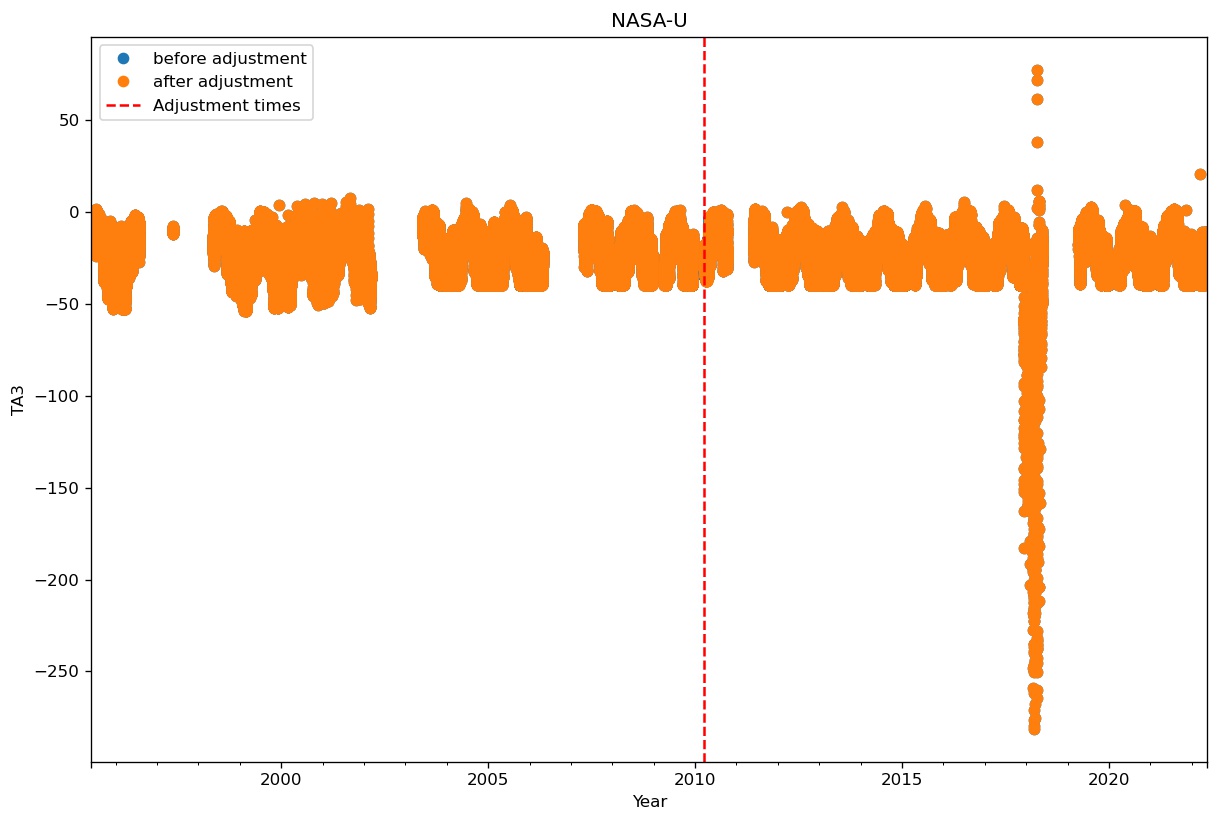 NASA-U
before adjustment
after adjustment
Adjustment times
50
0
−50
−100
−150
−200
−250
TA3
2000 2005 2010 2015 2020
Year